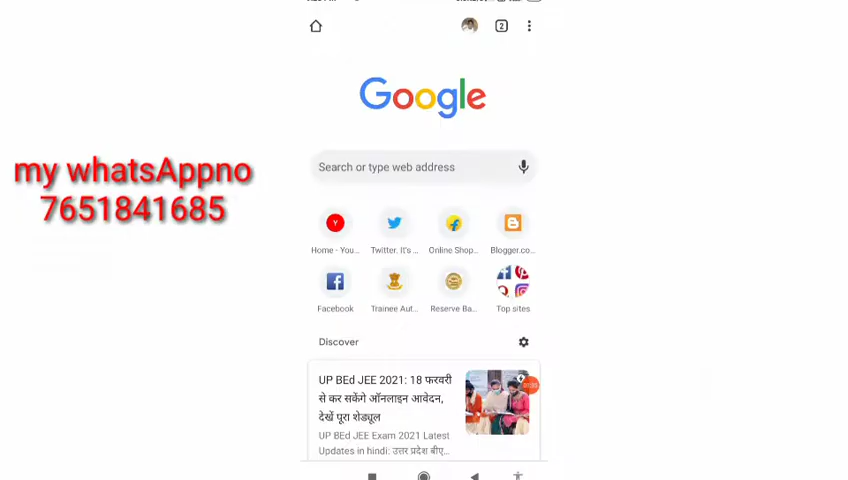 2
Google
my whatsAppno
7651841685
Search or type web address
Y
Home - You... Twitter. It's ... Online Shop... Blogger.co...
Facebook Trainee Aut... Reserve Ba... Top sites
Discover
UP BEd JEE 2021: 18 फरवरी
से कर सकेंगे ऑनलाइन आवेदन,
देखें पूरा शेड्यूल
UP BEd JEE Exam 2021 Latest
Updates in hindi: उत्तर प्रदेश बीए...